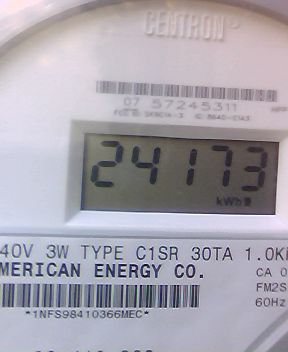 CENTRON®
07 57245311
24173
kWh
40V 3W TYPE C1SR 30TA 1.0K
MERICAN ENERGY CO.
CA 0
FM2S
60Hz
*1NFS98410366MEC*